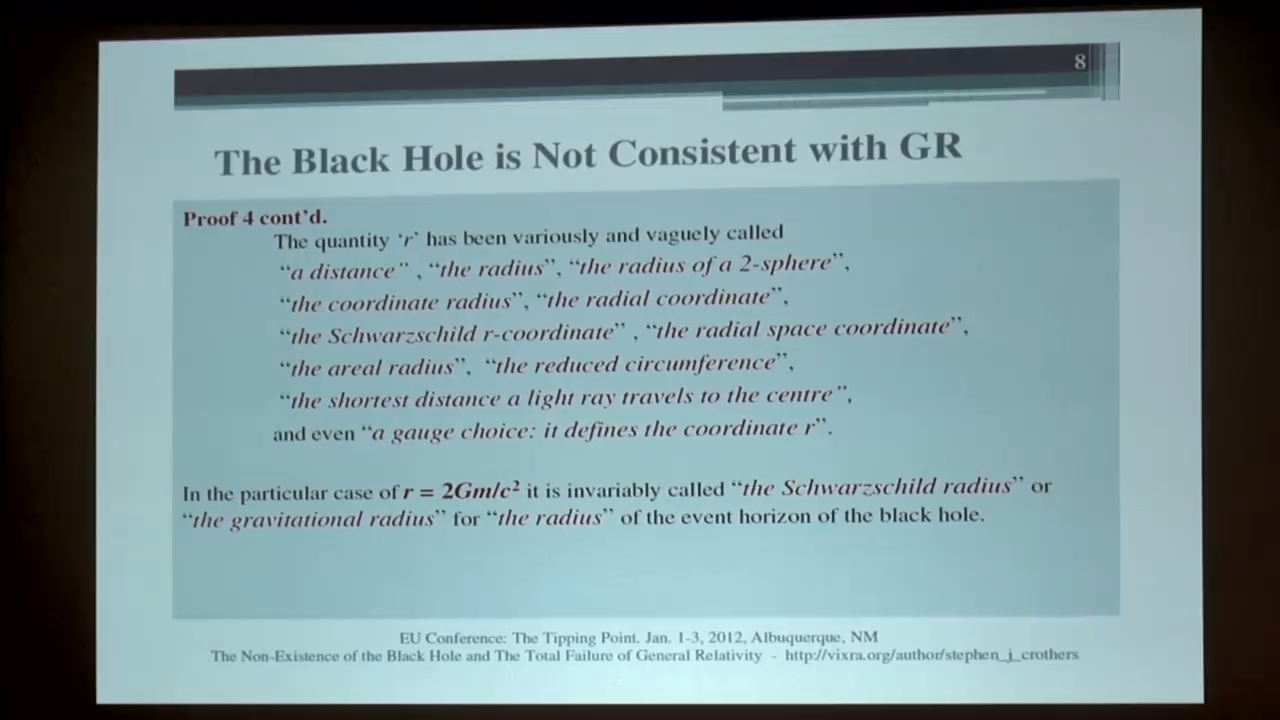 8
The Black Hole is Not Consistent with GR
Proof 4 cont’d.
The quantity ‘r’ has been variously and vaguely called
“a distance” , “the radius”, “the radius of a 2-sphere”,
“the coordinate radius”, “the radial coordinate”,
“the Schwarzschild r-coordinate” , “the radial space coordinate”,
“the areal radius”, “the reduced circumference”,
“the shortest distance a light ray travels to the centre”,
and even “a gauge choice: it defines the coordinate r”.
In the particular case of r = 2Gm/c² it is invariably called “the Schwarzschild radius” or
“the gravitational radius” for “the radius” of the event horizon of the black hole.
EU Conference: The Tipping Point. Jan. 1-3, 2012, Albuquerque, NM
The Non-Existence of the Black Hole and The Total Failure of General Relativity - http://vixra.org/author/stephen_j_crothers